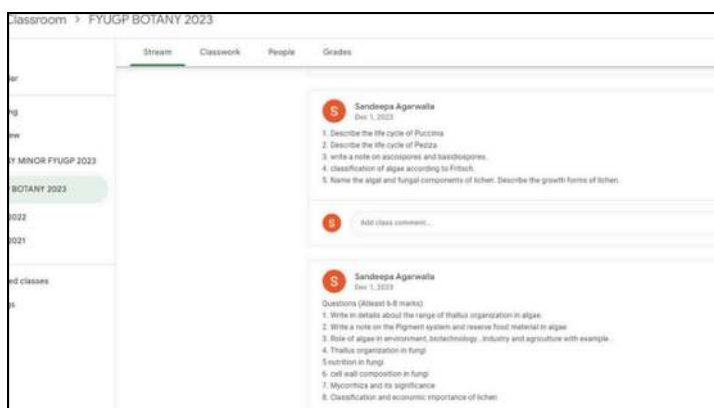 Classroom > FYUGP BOTANY 2023
Stream Classwork People Grades
Sandeepa Agarwalla
Dec 1, 2023
1. Describe the life cycle of Puccinia
2. Describe the life cycle of Peziza
3. write a note on ascospores and basidiospores.
4. classification of algae according to Fritsch.
5. Name the algal and fungal components of lichen. Describe the growth forms of lichen.
Y MINOR FYUGP 2023
BOTANY 2023
2022
2021
ed classes
S
Add class comment...
S
Sandeepa Agarwalla
Dec 1, 2023
Questions (Atleast 6-8 marks)
1. Write in details about the range of thallus organization in algae.
2. Write a note on the Pigment system and reserve food material in algae
3. Role of algae in environment, biotechnology , industry and agriculture with example .
4. Thallus organization in fungi
5 nutrition in fungi
6- cell wall composition in fungi
7. Mycorrhiza and its significance
8. Classification and economic importance of lichen